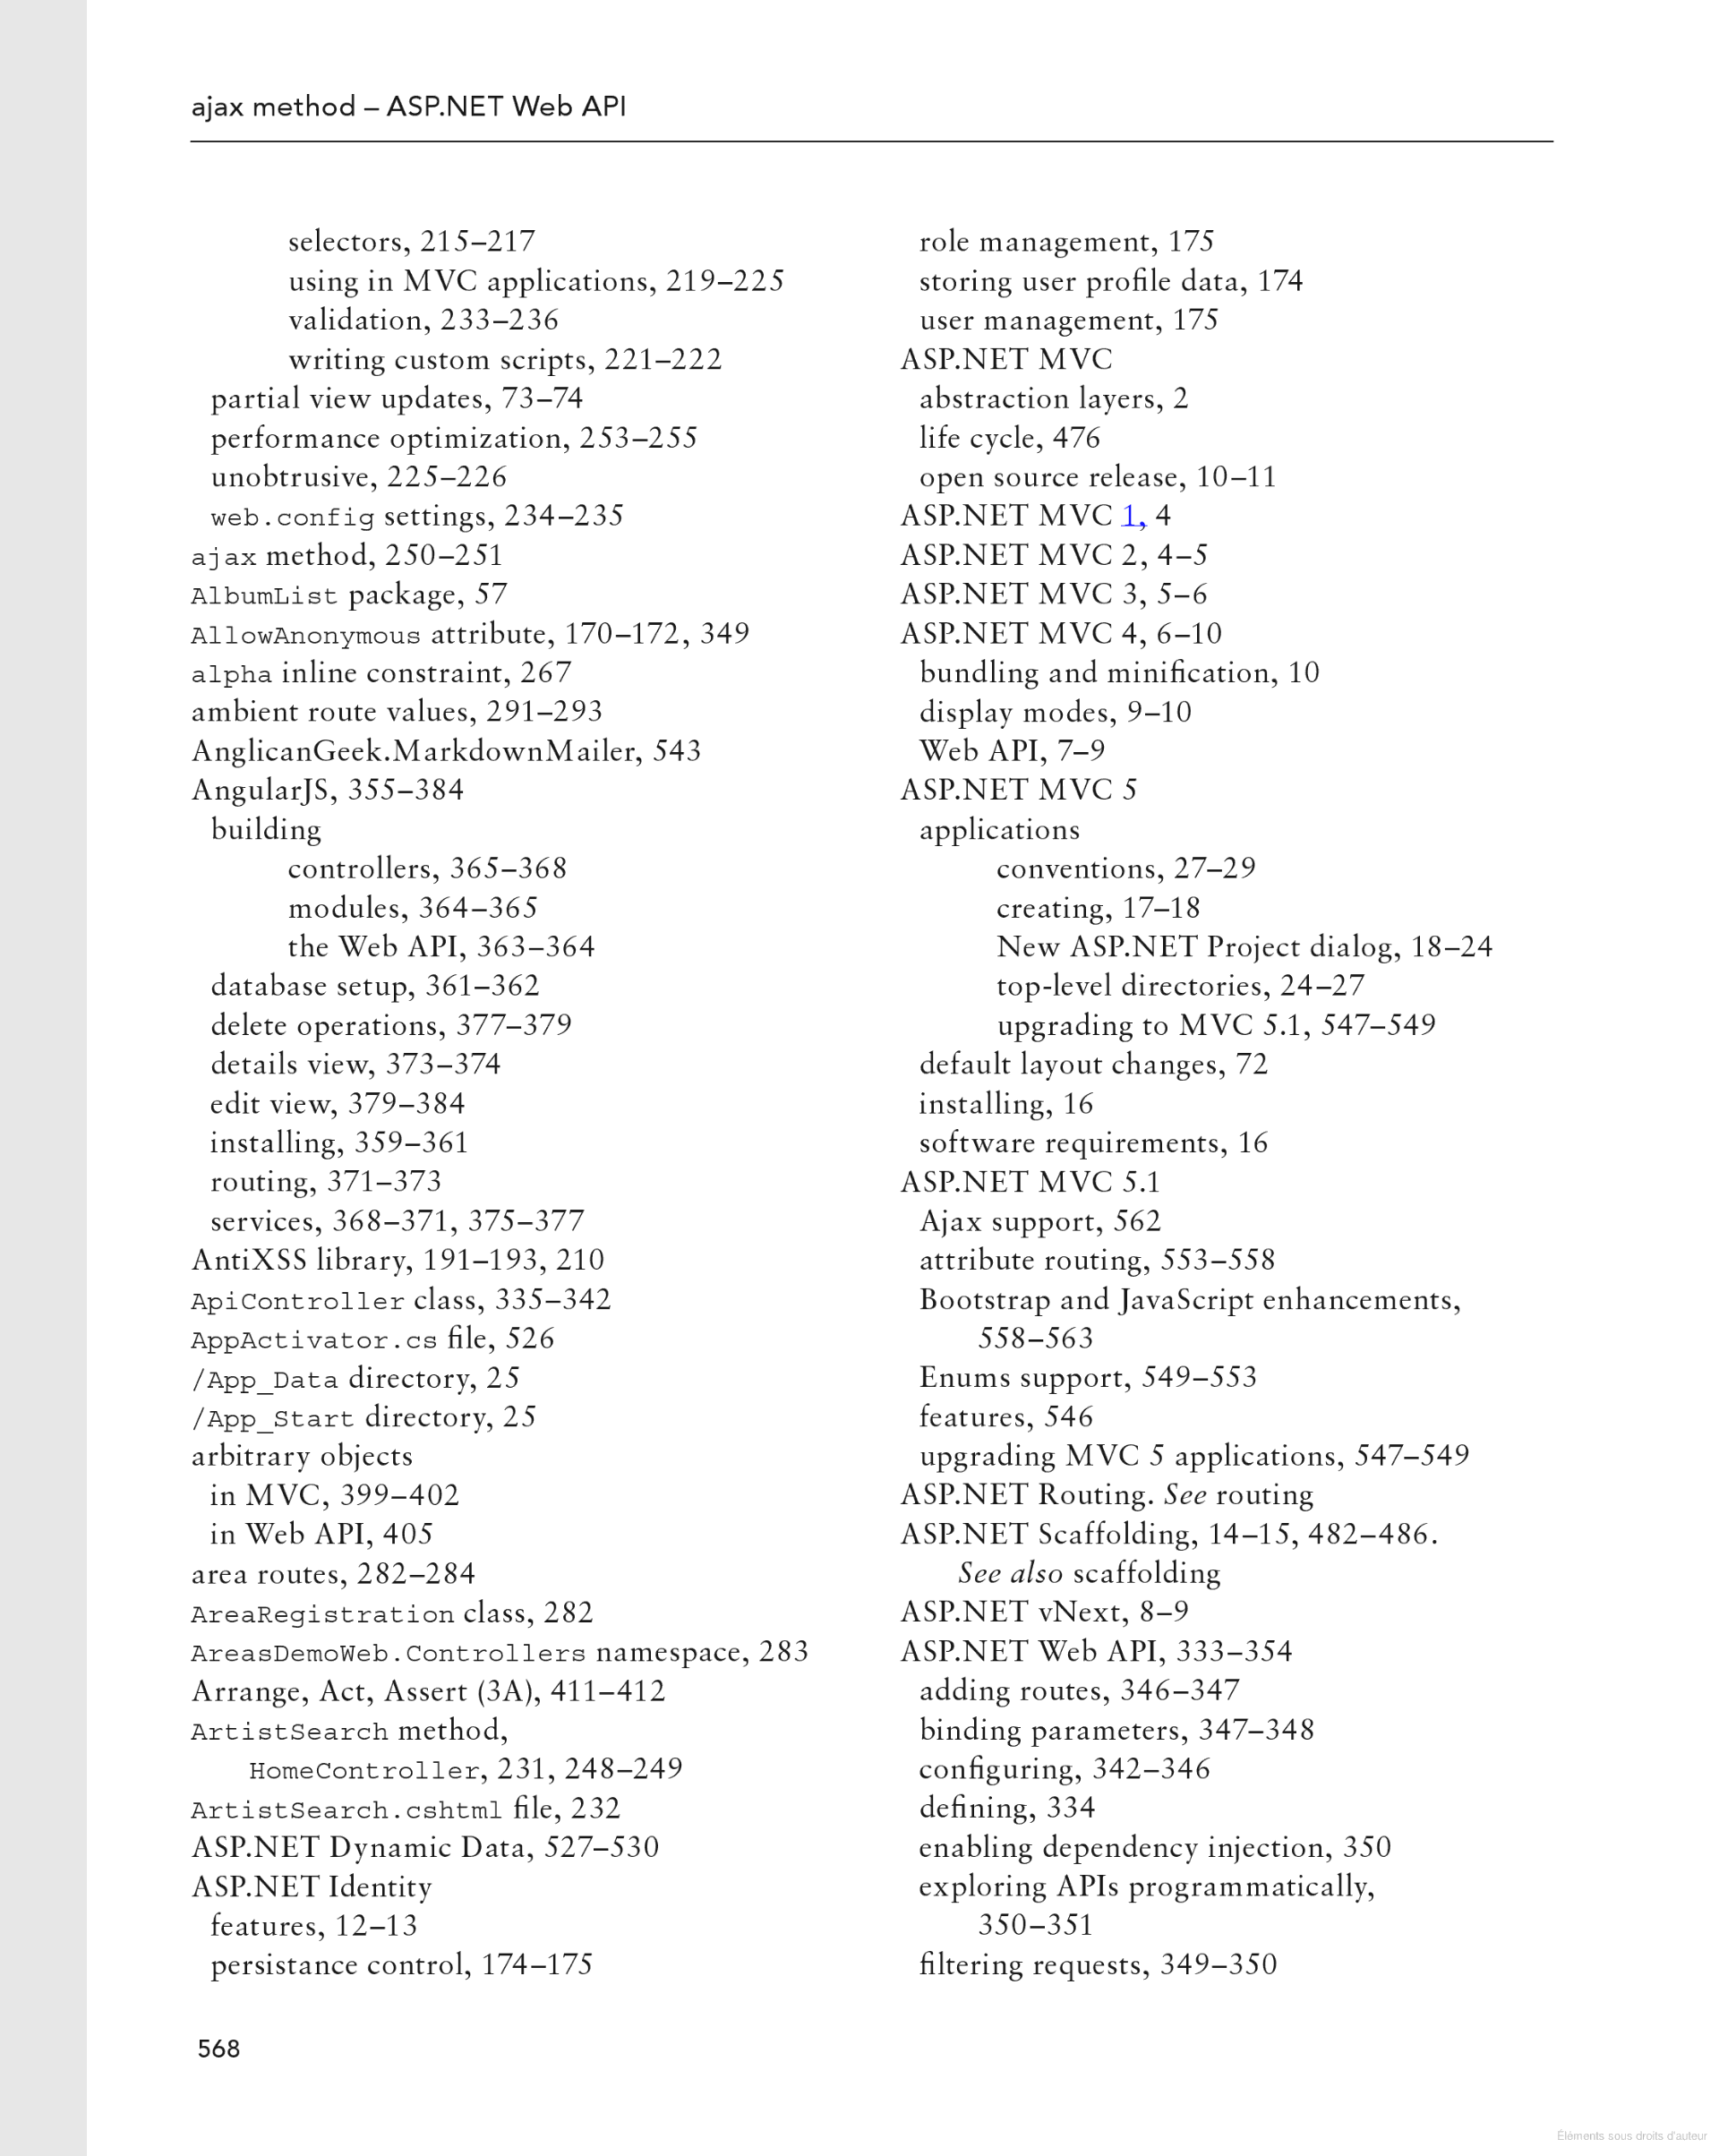 ajax method – ASP.NET Web API
selectors, 215–217
using in MVC applications, 219–225
validation, 233–236
writing custom scripts, 221–222
partial view updates, 73–74
performance optimization, 253–255
unobtrusive, 225–226
web.config settings, 234–235
ajax method, 250–251
AlbumList package, 57
AllowAnonymous attribute, 170–172, 349
alpha inline constraint, 267
ambient route values, 291–293
AnglicanGeek.MarkdownMailer, 543
AngularJS, 355–384
building
controllers, 365–368
modules, 364–365
the Web API, 363–364
database setup, 361–362
delete operations, 377–379
details view, 373–374
edit view, 379–384
installing, 359–361
routing, 371–373
services, 368–371, 375–377
AntiXSS library, 191–193, 210
ApiController class, 335–342
AppActivator.cs file, 526
/App_Data directory, 25
/App_Start directory, 25
arbitrary objects
in MVC, 399–402
in Web API, 405
area routes, 282–284
AreaRegistration class, 282
AreasDemoWeb.Controllers namespace, 283
Arrange, Act, Assert (3A), 411–412
ArtistSearch method,
HomeController, 231, 248–249
ArtistSearch.cshtml file, 232
ASP.NET Dynamic Data, 527–530
ASP.NET Identity
features, 12–13
persistance control, 174–175
role management, 175
storing user profile data, 174
user management, 175
ASP.NET MVC
abstraction layers, 2
life cycle, 476
open source release, 10–11
ASP.NET MVC 1, 4
ASP.NET MVC 2, 4–5
ASP.NET MVC 3, 5–6
ASP.NET MVC 4, 6–10
bundling and minification, 10
display modes, 9–10
Web API, 7–9
ASP.NET MVC 5
applications
conventions, 27–29
creating, 17–18
New ASP.NET Project dialog, 18–24
top-level directories, 24–27
upgrading to MVC 5.1, 547–549
default layout changes, 72
installing, 16
software requirements, 16
ASP.NET MVC 5.1
Ajax support, 562
attribute routing, 553–558
Bootstrap and JavaScript enhancements,
558–563
Enums support, 549–553
features, 546
upgrading MVC 5 applications, 547–549
ASP.NET Routing. See routing
ASP.NET Scaffolding, 14–15, 482–486.
See also scaffolding
ASP.NET vNext, 8–9
ASP.NET Web API, 333–354
adding routes, 346–347
binding parameters, 347–348
configuring, 342–346
defining, 334
enabling dependency injection, 350
exploring APIs programmatically,
350–351
filtering requests, 349–350
568
Éléments sous droits d'auteur